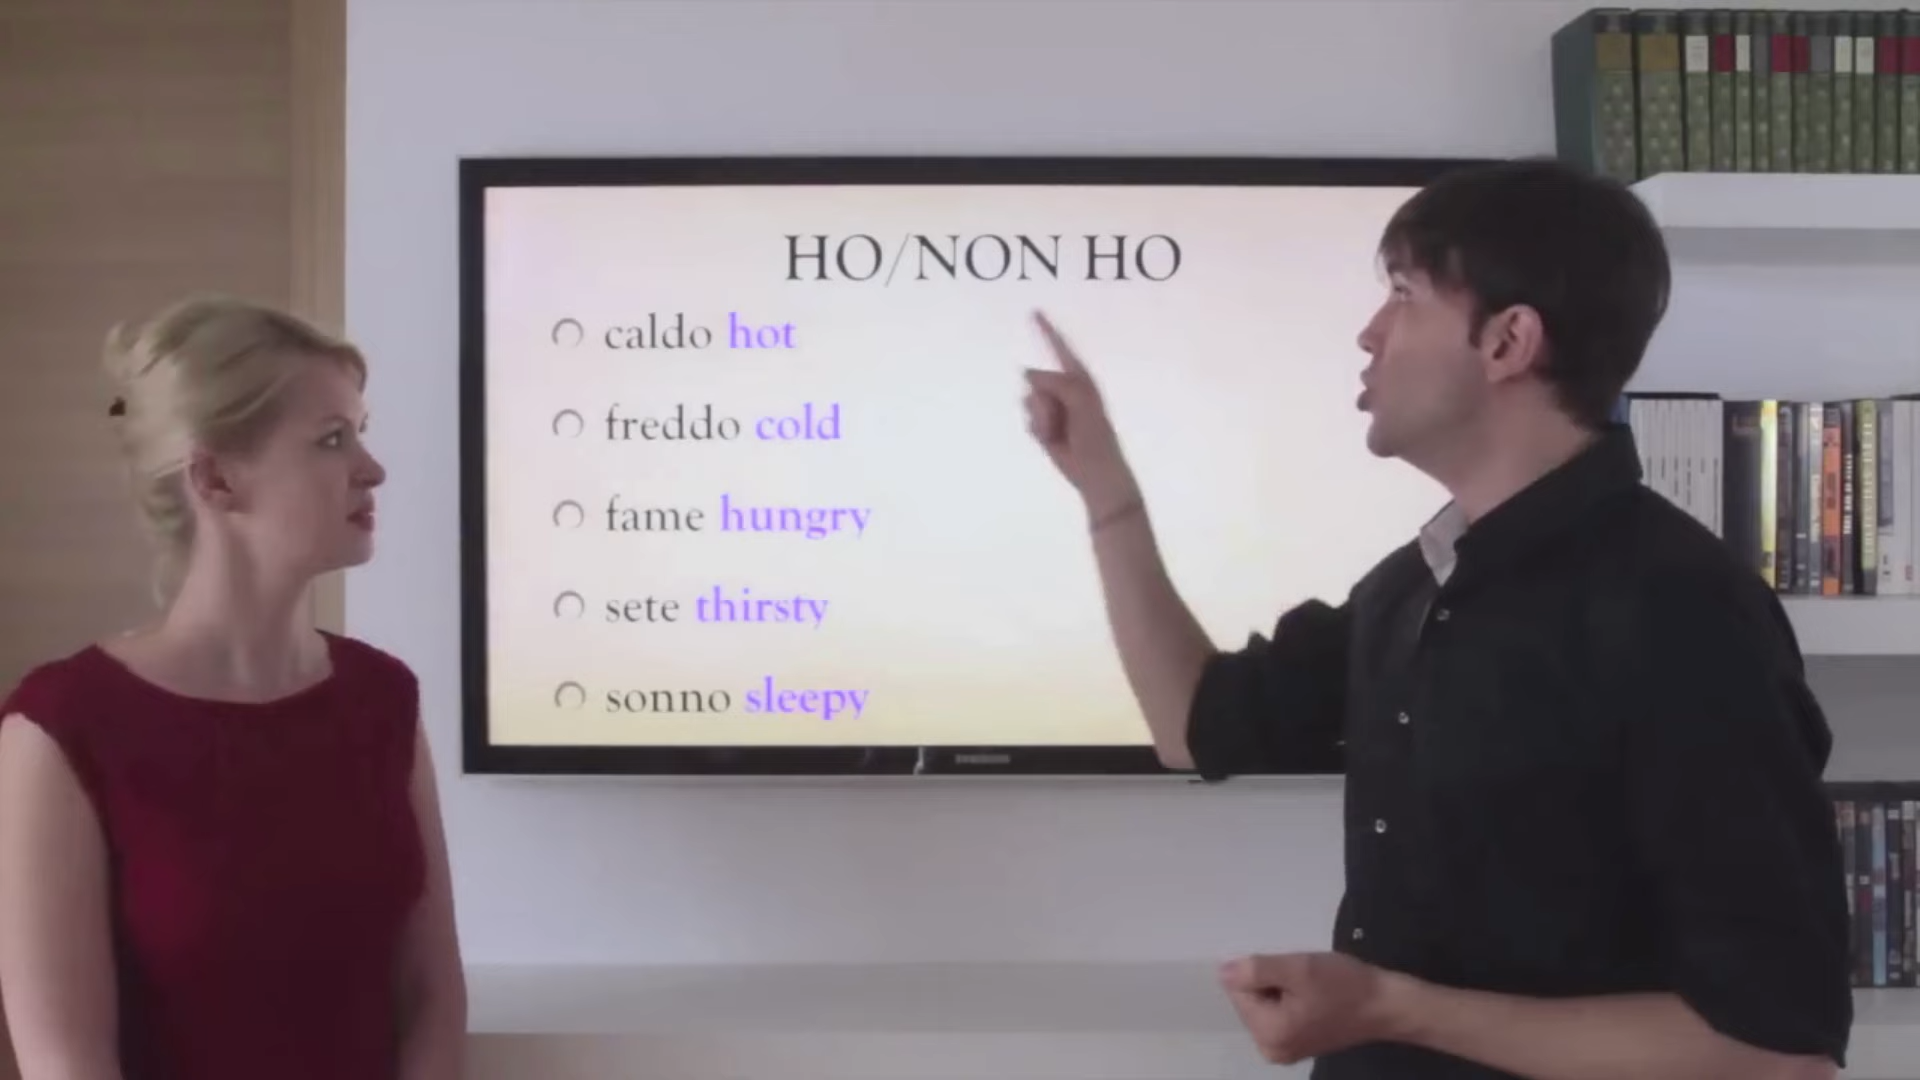 HO/NON HO
caldo hot
freddo cold
fame hungry
sete thirsty
sonno sleepy